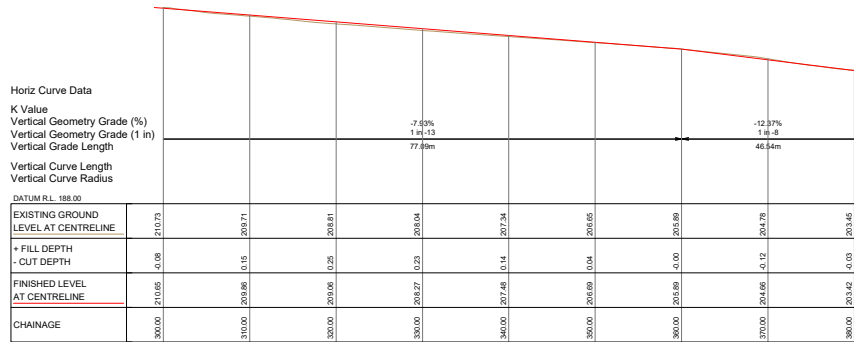 Horiz Curve Data
K Value
Vertical Geometry Grade (%)
-7.93%
-12.37%
Vertical Geometry Grade (1 in)
1 in -13
1 in -8
Vertical Grade Length
77.09m
46.54m
Vertical Curve Length
Vertical Curve Radius
DATUM R.L. 188.00
EXISTING GROUND
LEVEL AT CENTRELINE
210.73
209.71
208.81
208.04
207.34
206.65
205.89
204.78
203.45
+ FILL DEPTH
- CUT DEPTH
-0.08
0.15
0.25
0.23
0.14
0.04
-0.00
-0.12
-0.03
FINISHED LEVEL
AT CENTRELINE
210.65
209.86
209.06
208.27
207.48
206.69
205.89
204.66
203.42
CHAINAGE
300.00
310.00
320.00
330.00
340.00
350.00
360.00
370.00
380.00